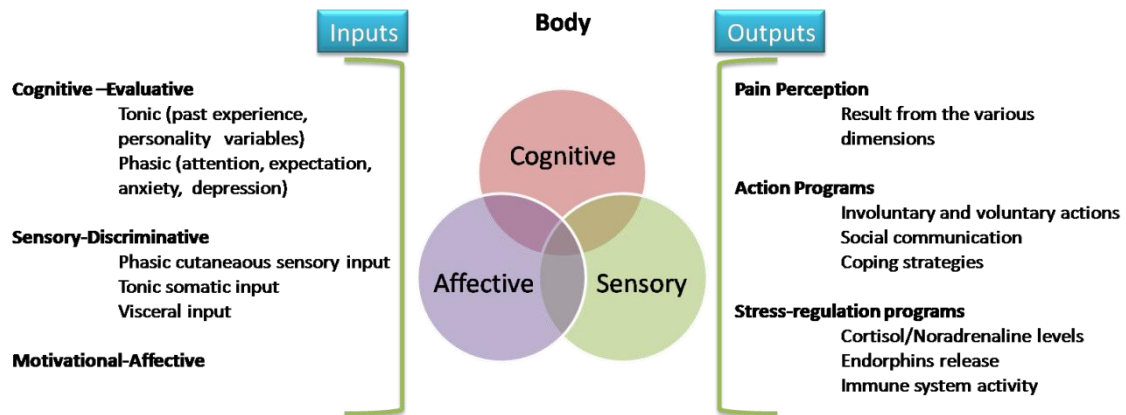 Inputs
Body
Outputs
Cognitive –Evaluative
Tonic (past experience,
personality variables)
Phasic (attention, expectation,
anxiety, depression)
Sensory-Discriminative
Phasic cutaneaous sensory input
Tonic somatic input
Visceral input
Motivational-Affective
Cognitive
Affective
Sensory
Pain Perception
Result from the various
dimensions
Action Programs
Involuntary and voluntary actions
Social communication
Coping strategies
Stress-regulation programs
Cortisol/Noradrenaline levels
Endorphins release
Immune system activity